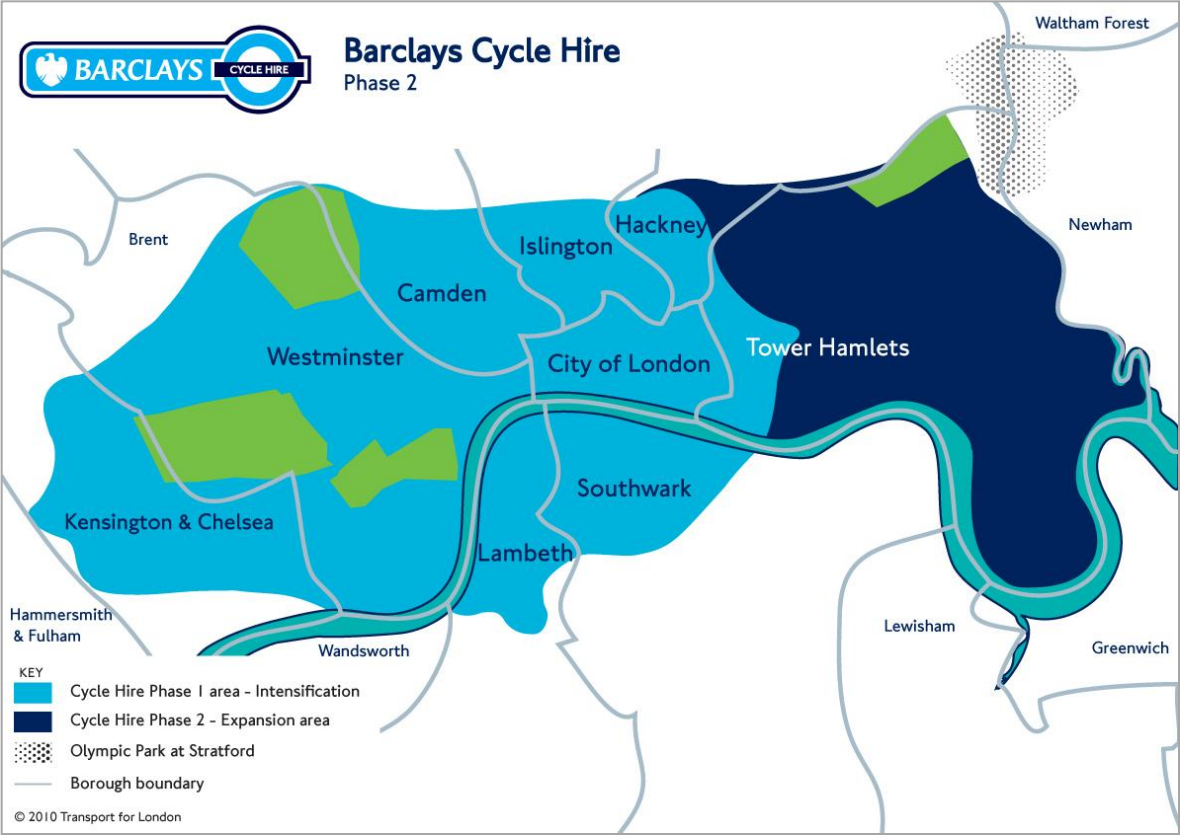 BARCLAYS
CYCLE HIRE
Barclays Cycle Hire
Phase 2
Waltham Forest
Brent
Newham
Hackney
Islington
Camden
Westminster
City of London
Tower Hamlets
Southwark
Kensington & Chelsea
Lambeth
Hammersmith
& Fulham
Wandsworth
Lewisham
Greenwich
KEY
Cycle Hire Phase 1 area - Intensification
Cycle Hire Phase 2 - Expansion area
Olympic Park at Stratford
Borough boundary
© 2010 Transport for London